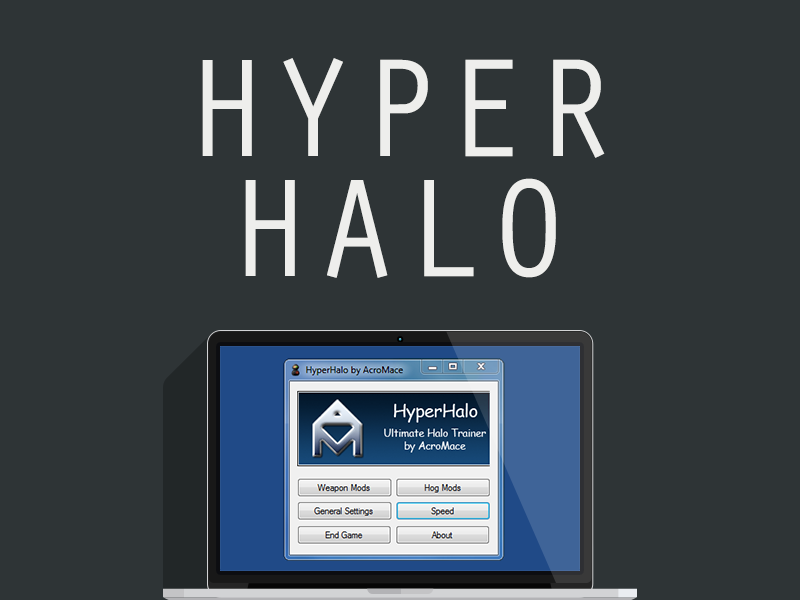 HYPER
HALO
HyperHalo by AcroMace
HyperHalo
Ultimate Halo Trainer
by AcroMace
Weapon Mods
Hog Mods
General Settings
Speed
End Game
About